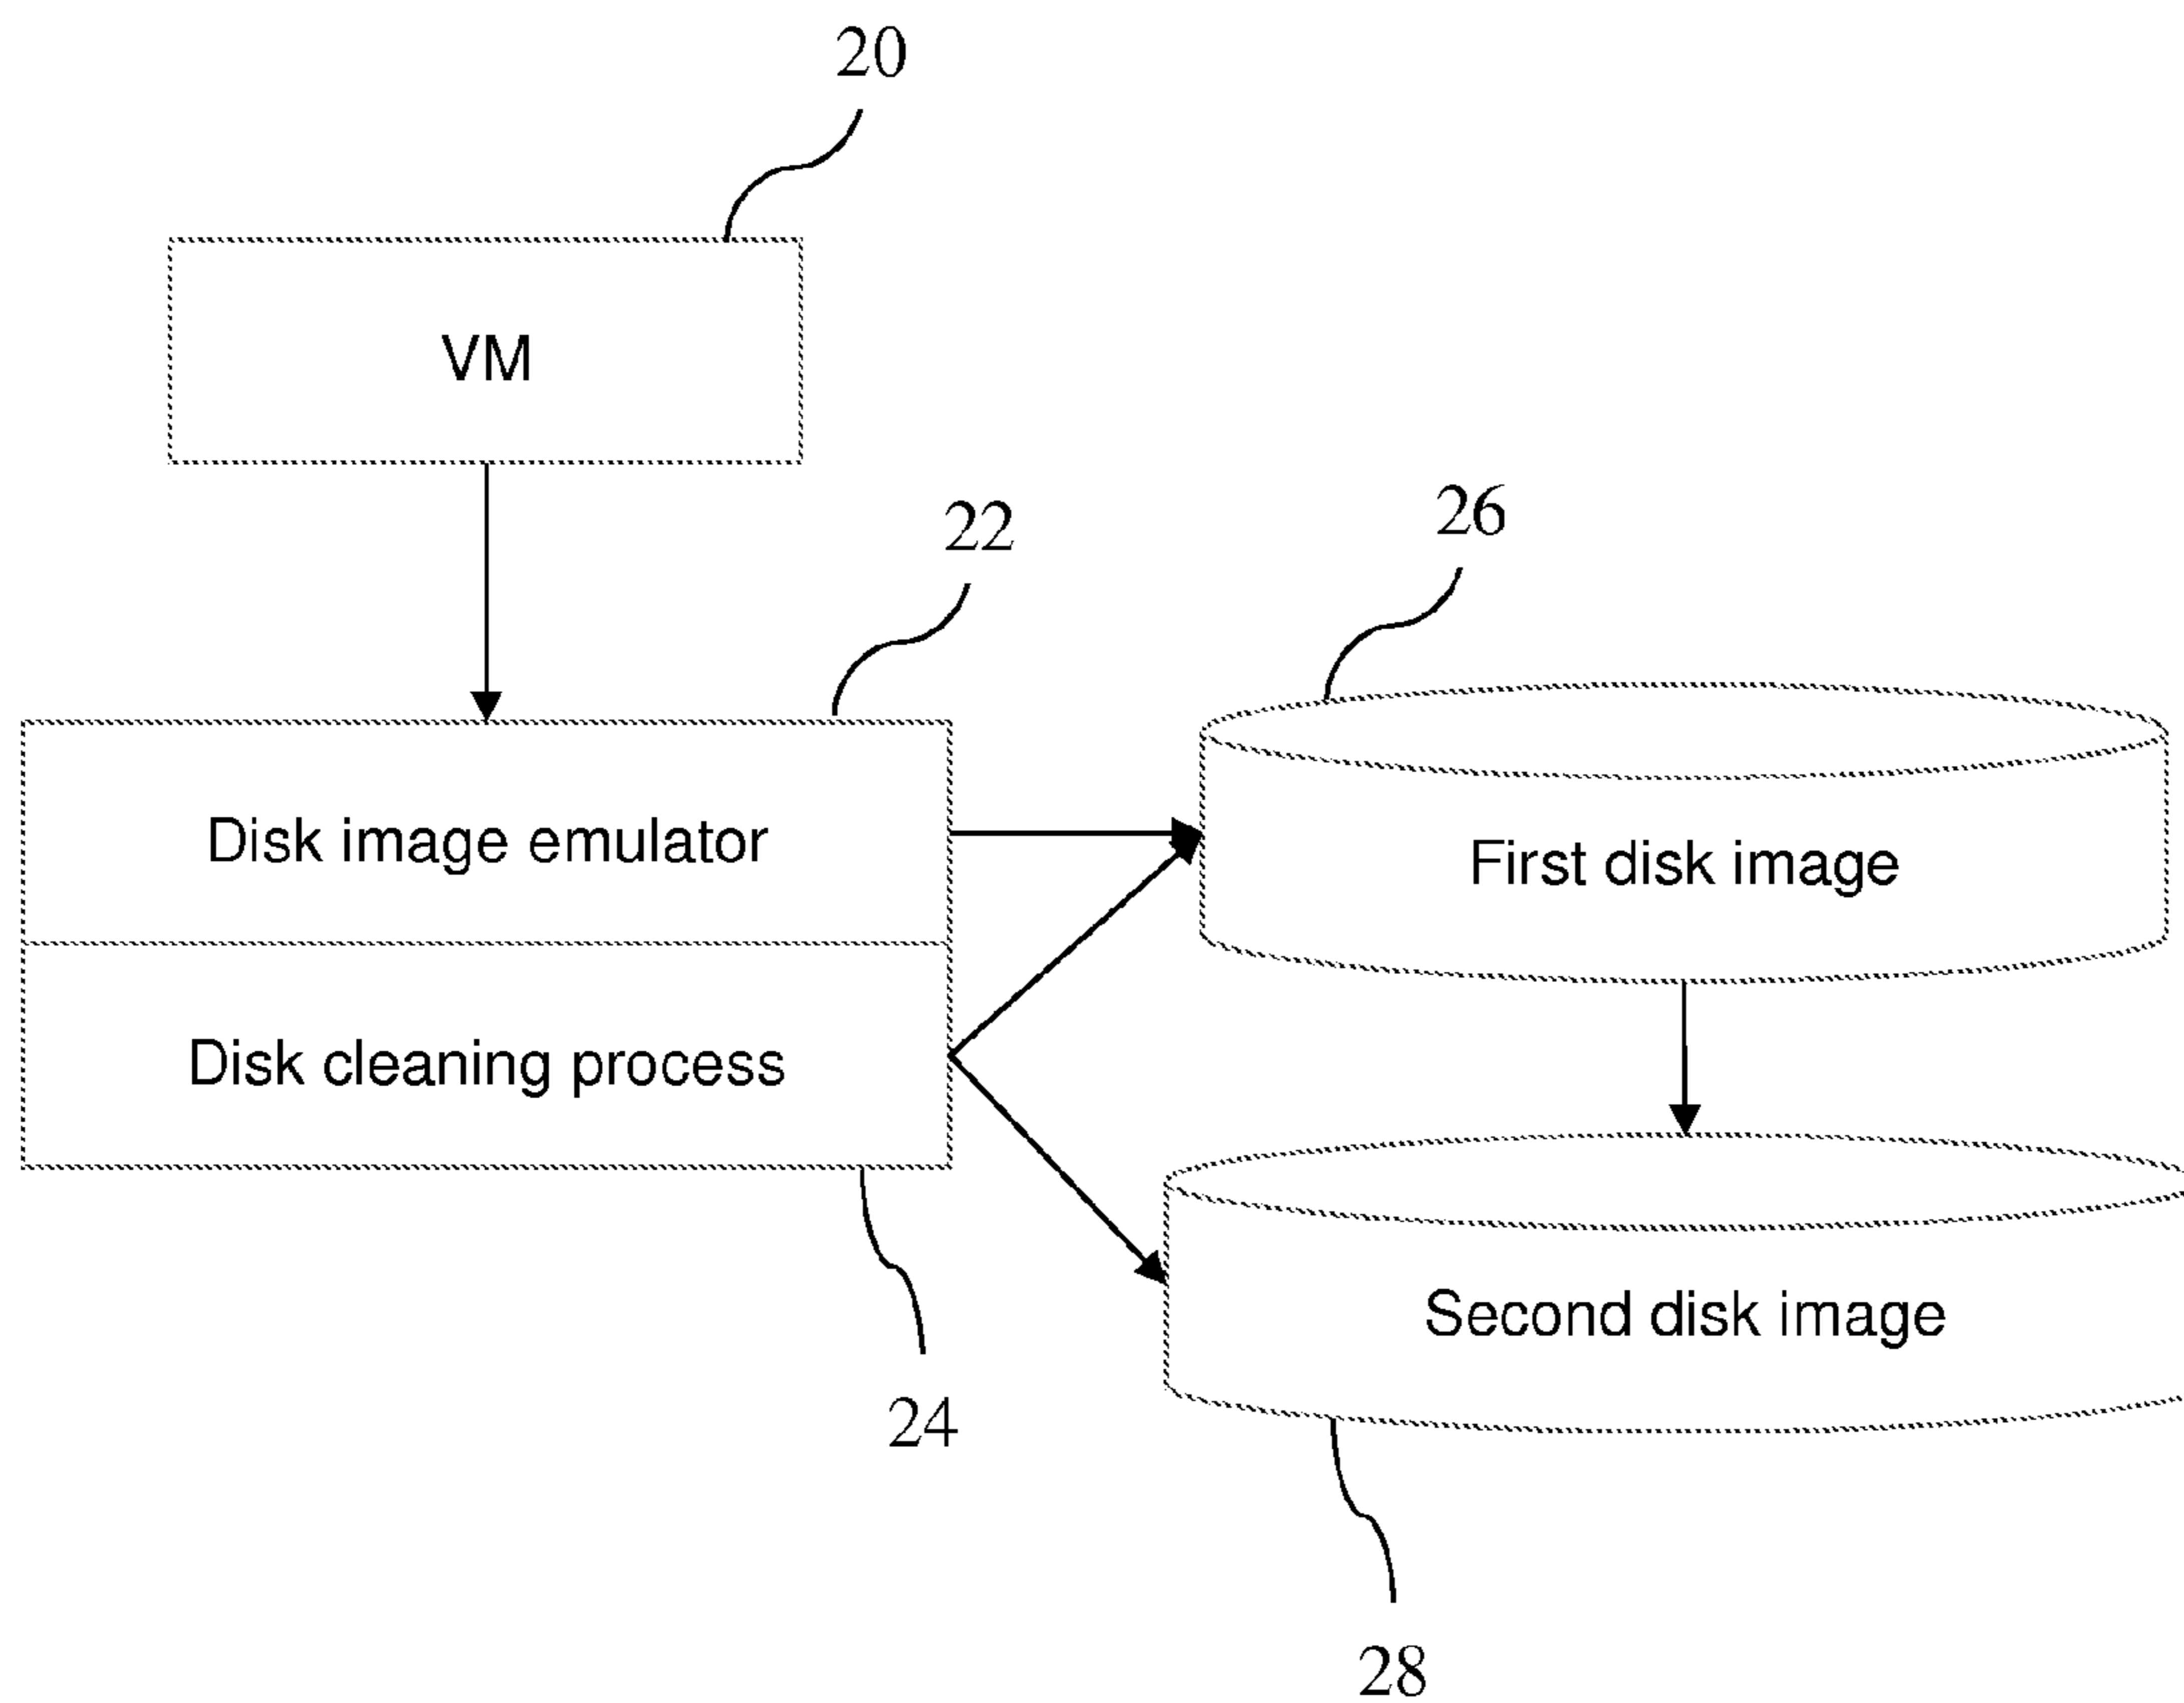 20
VM
22
26
Disk image emulator
First disk image
Disk cleaning process
Second disk image
24
28